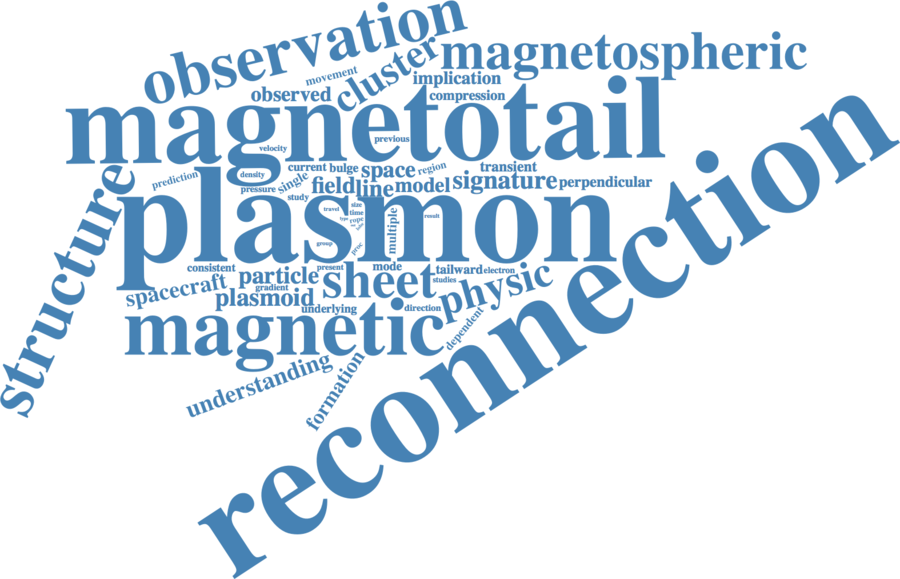 observation
magnetospheric
movement
cluster
implication
observed
compression
magnetotail
previous
velocity
current bulge space region transient
prediction density
pressure single fieldline model signature perpendicular
structure
study
plasmon
travel size
type time
rope
multiple
result
group
proc
consistent present mode tailward electron
particle sheet studies
spacecraft gradient physic
plasmoid
underlying direction
magnetic
dependent
understanding
formation
reconnection